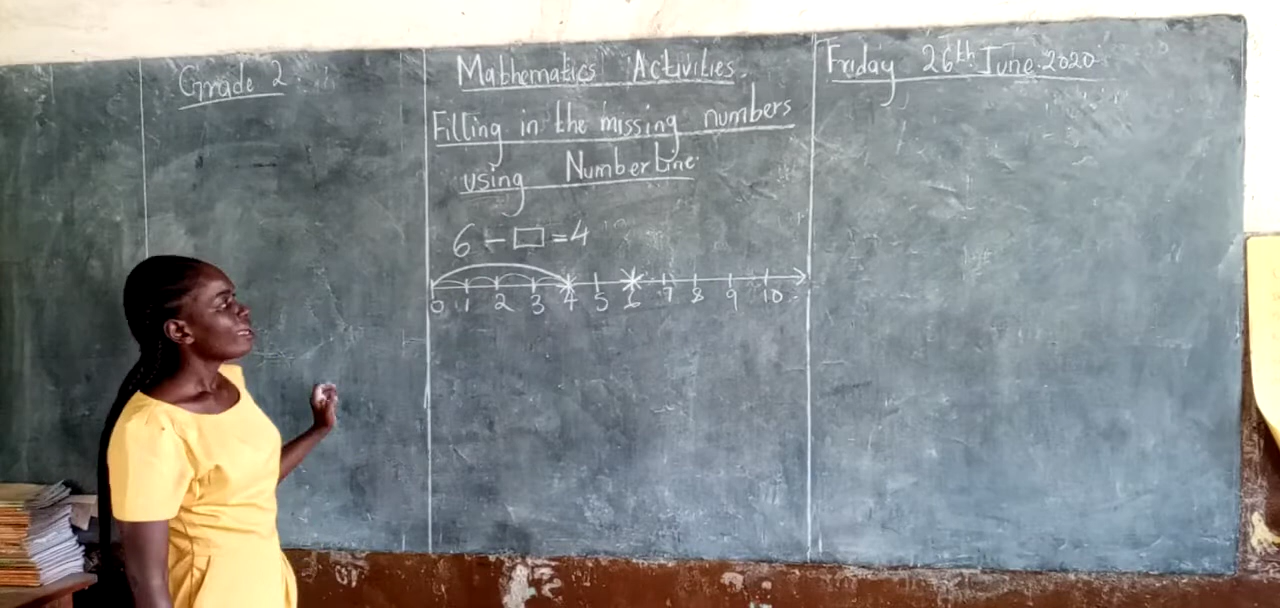 Grade 2
Mathematics Activities.
Filling in the missing numbers
using Number Line.
6 - □ = 4
0 1 2 3 4 5 6 7 8 9 10
Friday 26th June 2020